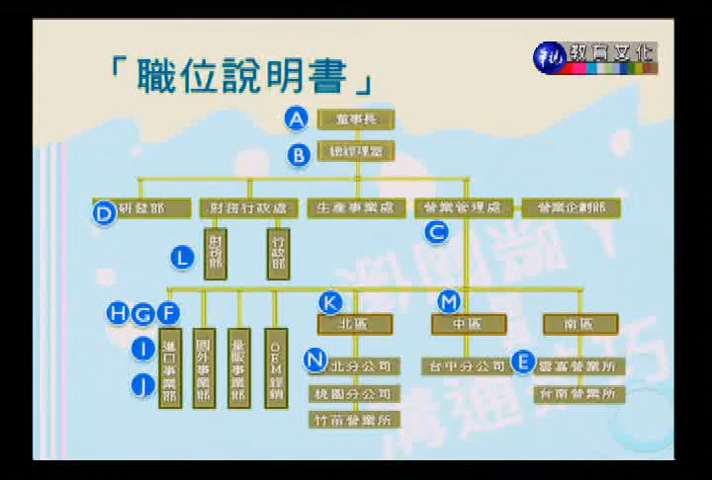 「職位說明書」
華視 教育文化
A 董事長
B 總經理室
D 研發部 財務行政處 生產事業處 營業管理處 營業企劃部
C
L 財務部 行政部
H G F K M
北區 中區 南區
I J 進口事業部 國外事業部 量販事業部 OEM經銷
N 北分公司 台中分公司 E 雲嘉營業所
桃園分公司 台南營業所
竹苗營業所